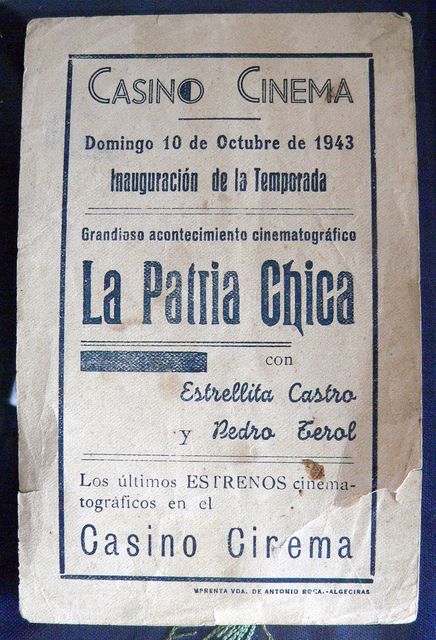 CASINO CINEMA
Domingo 10 de Octubre de 1943
Inauguración de la Temporada
Grandioso acontecimiento cinematográfico
La Patria Chica
con
Estrellita Castro
y Pedro Terol
Los últimos ESTRENOS cinema-
tográficos en el
Casino Cirema
MPRENTA VDA. DE ANTONIO ROCA.-ALGECIRAS